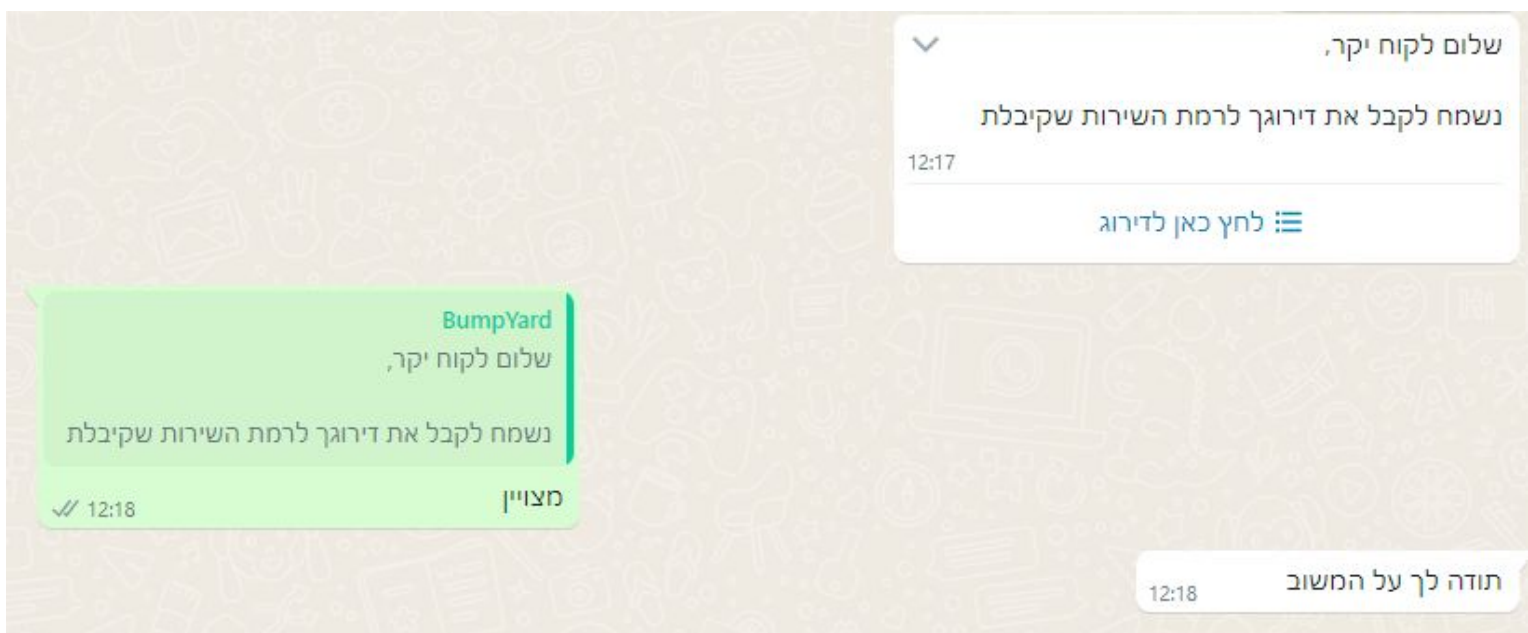 שלום לקוח יקר,
נשמח לקבל את דירוגך לרמת השירות שקיבלת
12:17
לחץ כאן לדירוג
BumpYard
שלום לקוח יקר,
נשמח לקבל את דירוגך לרמת השירות שקיבלת
מצויין
12:18
תודה לך על המשוב
12:18